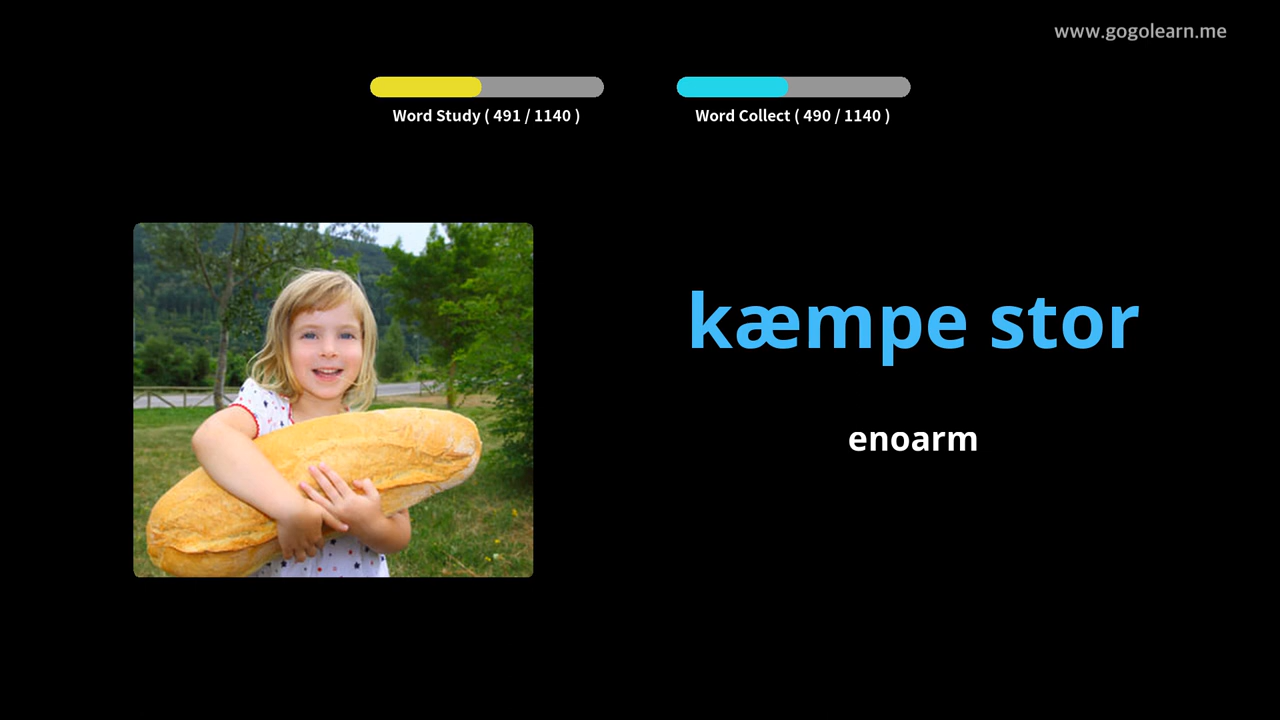 www.gogolearn.me
Word Study ( 491 / 1140 )
Word Collect ( 490 / 1140 )
kæmpe stor
enoarm